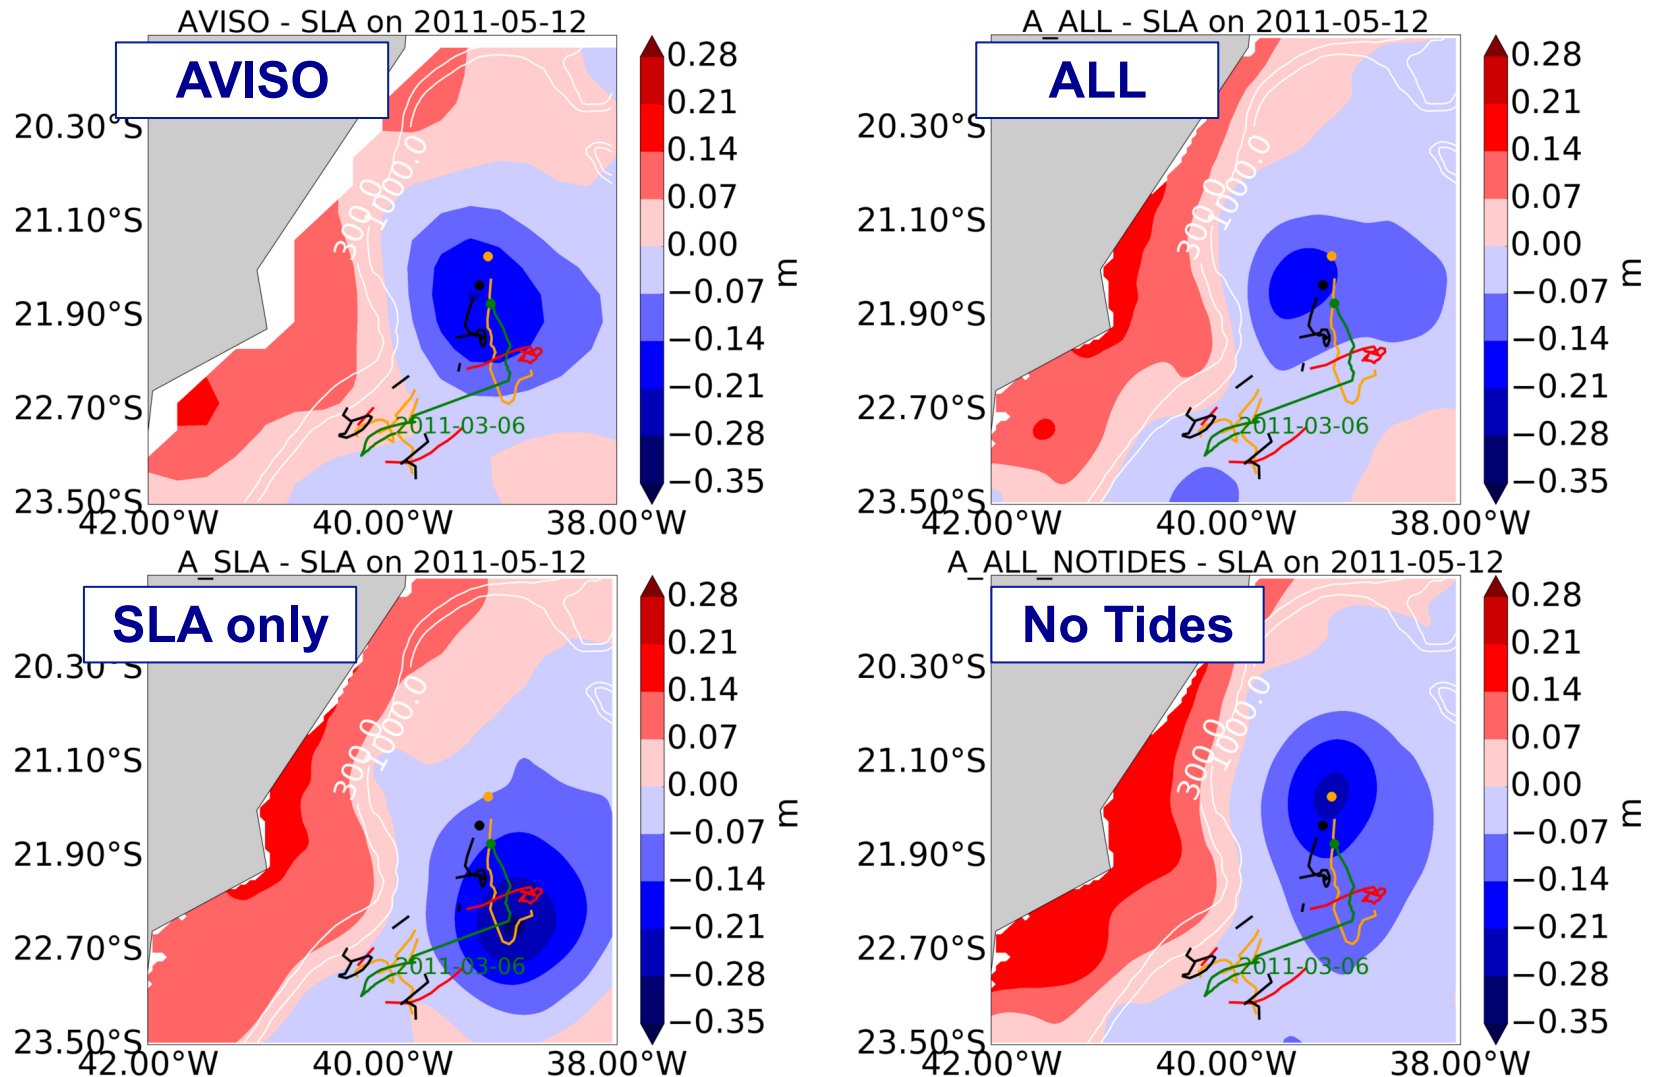 AVISO - SLA on 2011-05-12
AVISO
20.30°S
21.10°S
21.90°S
22.70°S
23.50°S
42.00°W
40.00°W
38.00°W
300.0
1000.0
2011-03-06
0.28
0.21
0.14
0.07
0.00
−0.07
−0.14
−0.21
−0.28
−0.35
m
A_ALL - SLA on 2011-05-12
ALL
20.30°S
21.10°S
21.90°S
22.70°S
23.50°S
42.00°W
40.00°W
38.00°W
300.0
1000.0
2011-03-06
0.28
0.21
0.14
0.07
0.00
−0.07
−0.14
−0.21
−0.28
−0.35
m
A_SLA - SLA on 2011-05-12
SLA only
20.30°S
21.10°S
21.90°S
22.70°S
23.50°S
42.00°W
40.00°W
38.00°W
300.0
1000.0
2011-03-06
0.28
0.21
0.14
0.07
0.00
−0.07
−0.14
−0.21
−0.28
−0.35
m
A_ALL_NOTIDES - SLA on 2011-05-12
No Tides
20.30°S
21.10°S
21.90°S
22.70°S
23.50°S
42.00°W
40.00°W
38.00°W
300.0
1000.0
2011-03-06
0.28
0.21
0.14
0.07
0.00
−0.07
−0.14
−0.21
−0.28
−0.35
m